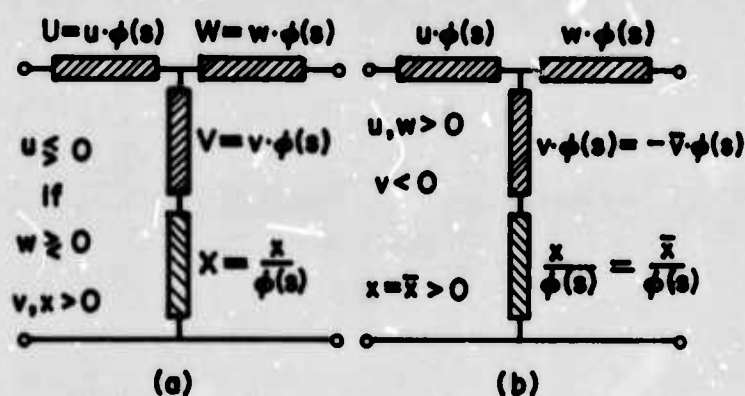 U=u·ϕ(s) W=w·ϕ(s)
V=v·ϕ(s)
u≶0
if
w≷0
v,x>0
X=x/ϕ(s)
(a)
u·ϕ(s) w·ϕ(s)
u,w>0
v<0
v·ϕ(s)=-v̄·ϕ(s)
x=x̄>0
x/ϕ(s)=x̄/ϕ(s)
(b)